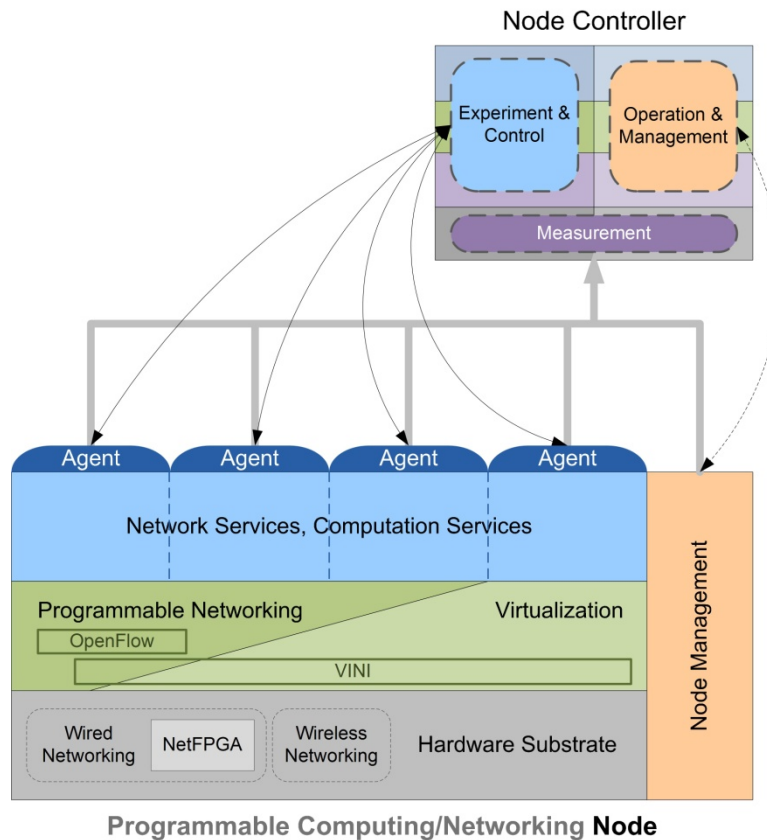 Node Controller
Experiment &
Control
Operation &
Management
Measurement
Agent
Agent
Agent
Agent
Network Services, Computation Services
Programmable Networking
Virtualization
OpenFlow
VINI
Node Management
Wired
Networking
NetFPGA
Wireless
Networking
Hardware Substrate
Programmable Computing/Networking Node